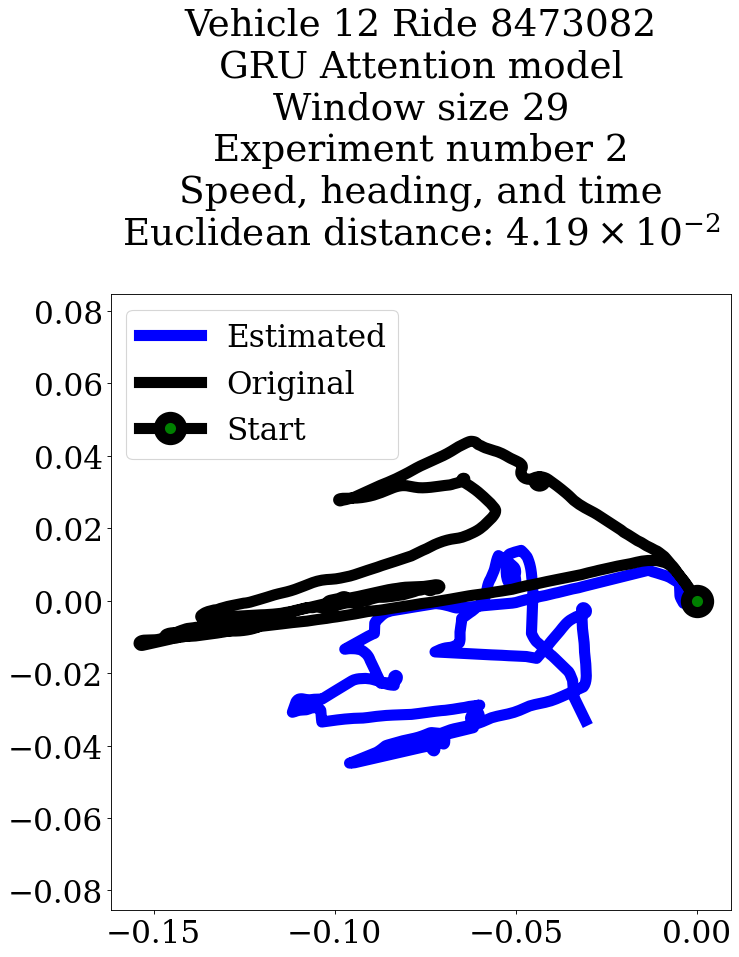 Vehicle 12 Ride 8473082
GRU Attention model
Window size 29
Experiment number 2
Speed, heading, and time
Euclidean distance: 4.19 × 10⁻²
Estimated
Original
Start
0.08
0.06
0.04
0.02
0.00
−0.02
−0.04
−0.06
−0.08
−0.15 −0.10 −0.05 0.00